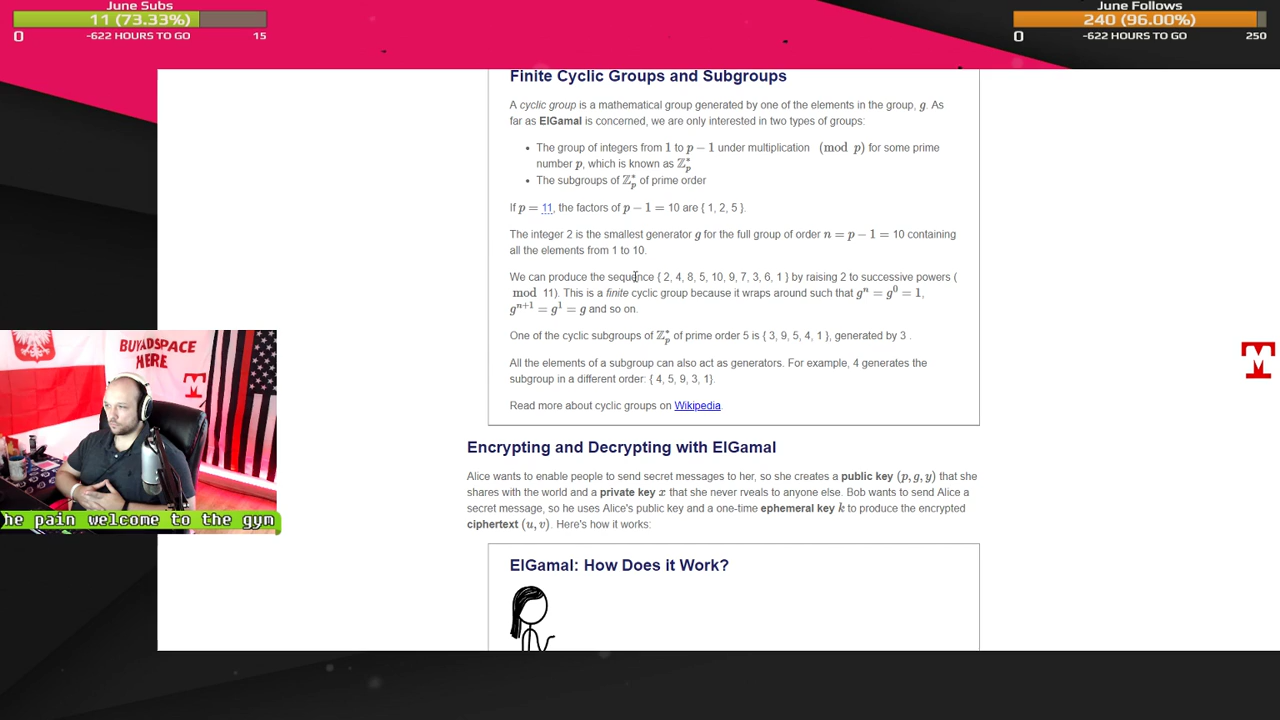 June Subs
11 (73.33%)
0 -622 HOURS TO GO 15
June Follows
240 (96.00%)
0 -622 HOURS TO GO 250
Finite Cyclic Groups and Subgroups
A cyclic group is a mathematical group generated by one of the elements in the group, g. As
far as ElGamal is concerned, we are only interested in two types of groups:
• The group of integers from 1 to p − 1 under multiplication (mod p) for some prime
number p, which is known as ℤ*ₚ
• The subgroups of ℤ*ₚ of prime order
If p = 11, the factors of p − 1 = 10 are { 1, 2, 5 }.
The integer 2 is the smallest generator g for the full group of order n = p − 1 = 10 containing
all the elements from 1 to 10.
We can produce the sequence { 2, 4, 8, 5, 10, 9, 7, 3, 6, 1 } by raising 2 to successive powers (
mod 11). This is a finite cyclic group because it wraps around such that gⁿ = g⁰ = 1,
gⁿ⁺¹ = g¹ = g and so on.
One of the cyclic subgroups of ℤ*ₚ of prime order 5 is { 3, 9, 5, 4, 1 }, generated by 3 .
All the elements of a subgroup can also act as generators. For example, 4 generates the
subgroup in a different order: { 4, 5, 9, 3, 1}.
Read more about cyclic groups on Wikipedia.
Encrypting and Decrypting with ElGamal
Alice wants to enable people to send secret messages to her, so she creates a public key (p, g, y) that she
shares with the world and a private key x that she never rveals to anyone else. Bob wants to send Alice a
secret message, so he uses Alice's public key and a one-time ephemeral key k to produce the encrypted
ciphertext (u, v). Here's how it works:
ElGamal: How Does it Work?
BUY ADSPACE
HERE
he pain welcome to the gym